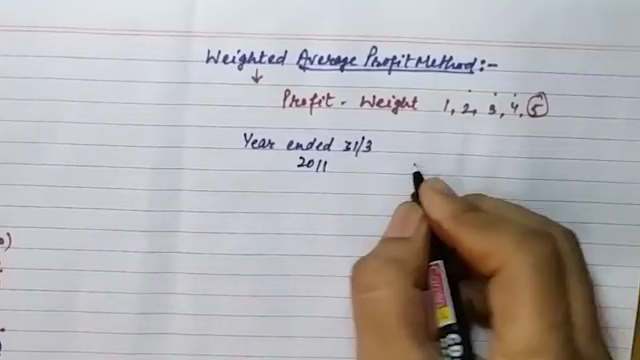 Weighted Average Profit Method:-
↓
Profit - Weight 1, 2, 3, 4, 5
Year ended 31/3
2011